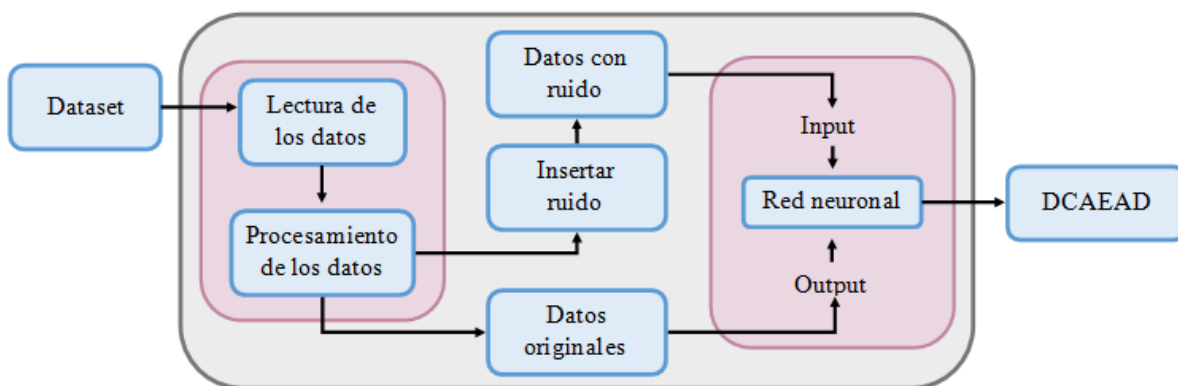 Dataset
Lectura de
los datos
Procesamiento
de los datos
Datos con
ruido
Insertar
ruido
Datos
originales
Input
Red neuronal
Output
DCAEAD